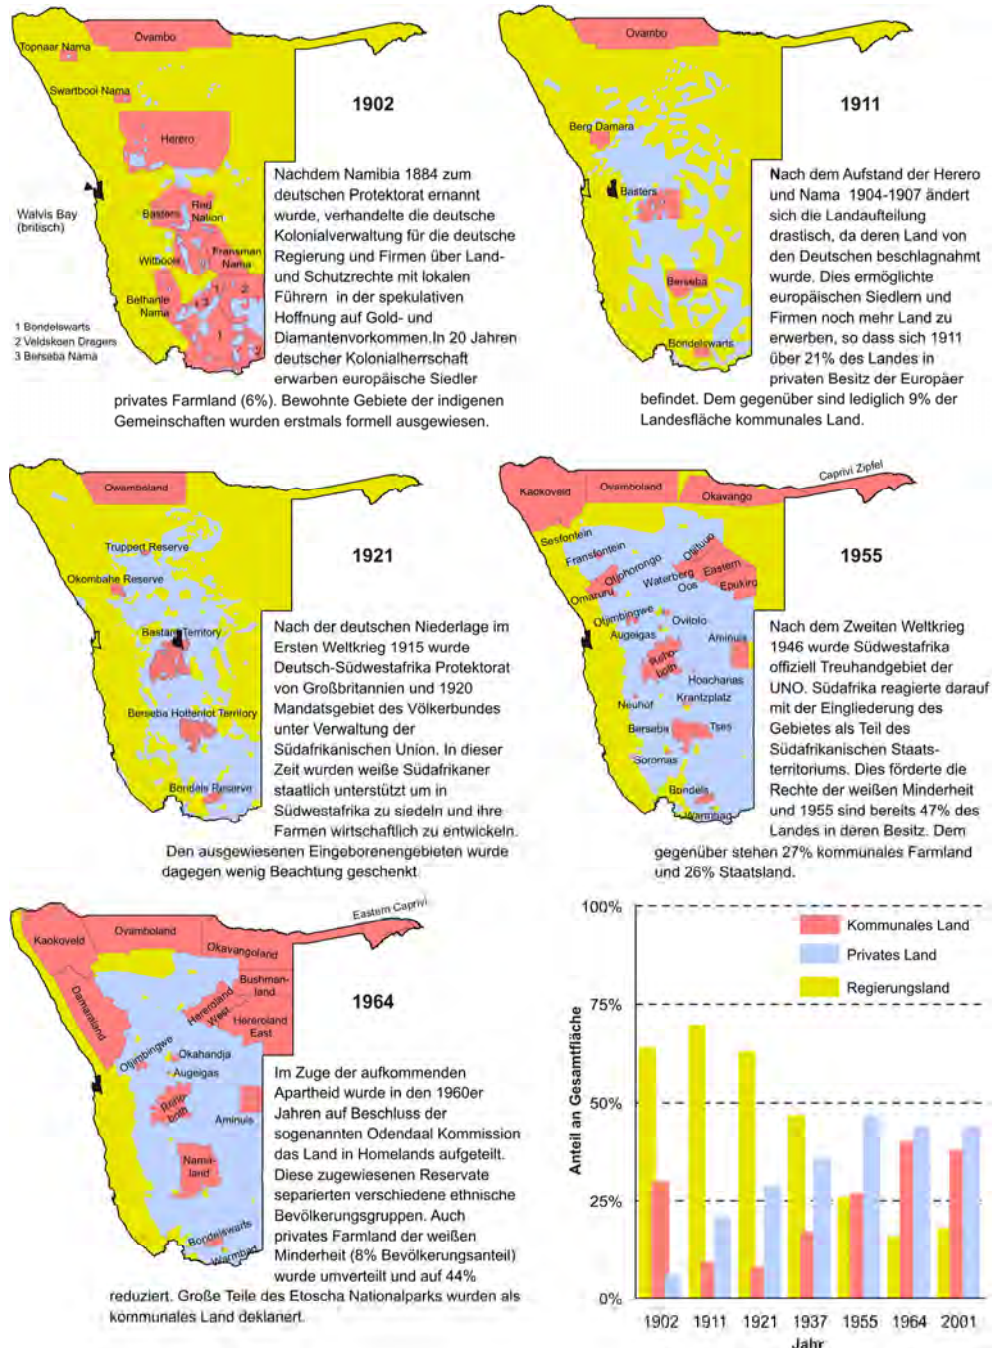 Ovambo
Topnaar Nama
Swartbooi Nama
1902
Herero
Walvis Bay
(britisch)
Basters
Red
Nation
Witbooi
Fransman
Nama
Bethanie
Nama
1
2
3
1
2
1 Bondelswarts
2 Veldskoen Dragers
3 Berseba Nama
Nachdem Namibia 1884 zum
deutschen Protektorat ernannt
wurde, verhandelte die deutsche
Kolonialverwaltung für die deutsche
Regierung und Firmen über Land-
und Schutzrechte mit lokalen
Führern in der spekulativen
Hoffnung auf Gold- und
Diamantenvorkommen.In 20 Jahren
deutscher Kolonialherrschaft
erwarben europäische Siedler
privates Farmland (6%). Bewohnte Gebiete der indigenen
Gemeinschaften wurden erstmals formell ausgewiesen.
Ovambo
1911
Berg Damara
Basters
Berseba
Bondelswarts
Nach dem Aufstand der Herero
und Nama 1904-1907 ändert
sich die Landaufteilung
drastisch, da deren Land von
den Deutschen beschlagnahmt
wurde. Dies ermöglichte
europäischen Siedlern und
Firmen noch mehr Land zu
erwerben, so dass sich 1911
über 21% des Landes in
privaten Besitz der Europäer
befindet. Dem gegenüber sind lediglich 9% der
Landesfläche kommunales Land.
Owamboland
Truppert Reserve
1921
Okombahe Reserve
Bastard Territory
Berseba Hottentot Territory
Bondels Reserve
Nach der deutschen Niederlage im
Ersten Weltkrieg 1915 wurde
Deutsch-Südwestafrika Protektorat
von Großbritannien und 1920
Mandatsgebiet des Völkerbundes
unter Verwaltung der
Südafrikanischen Union. In dieser
Zeit wurden weiße Südafrikaner
staatlich unterstützt um in
Südwestafrika zu siedeln und ihre
Farmen wirtschaftlich zu entwickeln.
Den ausgewiesenen Eingeborenengebieten wurde
dagegen wenig Beachtung geschenkt
Caprivi Zipfel
Kaokoveld
Ovamboland
Okavango
Sesfontein
Fransfontein
Otjituuo
1955
Otjohorongo
Waterberg
Oos
Eastern
Epukiro
Omaruru
Otjimbingwe
Ovitoto
Augeigas
Aminuis
Reho-
both
Hoachanas
Krantzplatz
Neuhof
Berseba
Tses
Soromas
Bondels
Warmbad
Nach dem Zweiten Weltkrieg
1946 wurde Südwestafrika
offiziell Treuhandgebiet der
UNO. Südafrika reagierte darauf
mit der Eingliederung des
Gebietes als Teil des
Südafrikanischen Staats-
territoriums. Dies förderte die
Rechte der weißen Minderheit
und 1955 sind bereits 47% des
Landes in deren Besitz. Dem
gegenüber stehen 27% kommunales Farmland
und 26% Staatsland.
Eastern Caprivi
Kaokoveld
Ovamboland
Okavangoland
Bushman-
land
Damaraland
Hereroland
West
Hereroland
East
1964
Otjimbingwe
Okahandja
Augeigas
Reho-
both
Aminuis
Nama-
land
Bondelswarts
Warmbad
Im Zuge der aufkommenden
Apartheid wurde in den 1960er
Jahren auf Beschluss der
sogenannten Odendaal Kommission
das Land in Homelands aufgeteilt.
Diese zugewiesenen Reservate
separierten verschiedene ethnische
Bevölkerungsgruppen. Auch
privates Farmland der weißen
Minderheit (8% Bevölkerungsanteil)
wurde umverteilt und auf 44%
reduziert. Große Teile des Etoscha Nationalparks wurden als
kommunales Land deklariert.
100%
75%
50%
25%
0%
Anteil an Gesamtfläche
Kommunales Land
Privates Land
Regierungsland
1902 1911 1921 1937 1955 1964 2001
Jahr